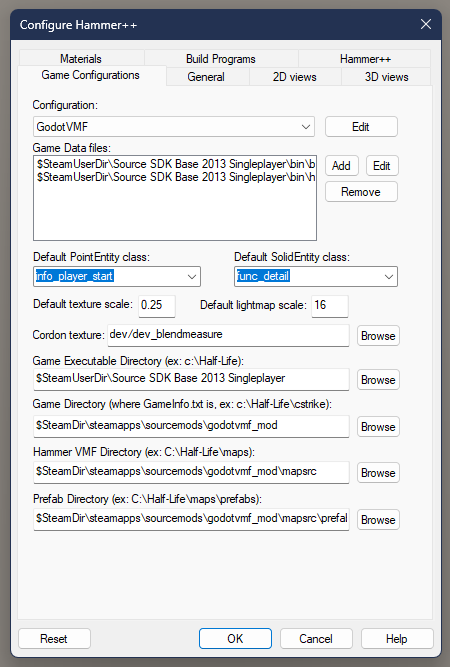 Configure Hammer++
Materials
Build Programs
Hammer++
Game Configurations
General
2D views
3D views
Configuration:
GodotVMF
Edit
Game Data files:
$SteamUserDir\Source SDK Base 2013 Singleplayer\bin\b
$SteamUserDir\Source SDK Base 2013 Singleplayer\bin\h
Add
Edit
Remove
Default PointEntity class:
Default SolidEntity class:
info_player_start
func_detail
Default texture scale:
0.25
Default lightmap scale:
16
Cordon texture:
dev/dev_blendmeasure
Browse
Game Executable Directory (ex: c:\Half-Life):
$SteamUserDir\Source SDK Base 2013 Singleplayer
Browse
Game Directory (where GameInfo.txt is, ex: c:\Half-Life\cstrike):
$SteamDir\steamapps\sourcemods\godotvmf_mod
Browse
Hammer VMF Directory (ex: C:\Half-Life\maps):
$SteamDir\steamapps\sourcemods\godotvmf_mod\mapsrc
Browse
Prefab Directory (ex: C:\Half-Life\maps\prefabs):
$SteamDir\steamapps\sourcemods\godotvmf_mod\mapsrc\prefal
Browse
Reset
OK
Cancel
Help